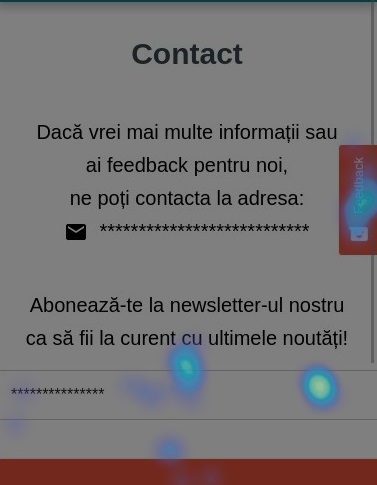 Contact
Dacă vrei mai multe informații sau
ai feedback pentru noi,
ne poți contacta la adresa:
***************************
Feedback
Abonează-te la newsletter-ul nostru
ca să fii la curent cu ultimele noutăți!
***************